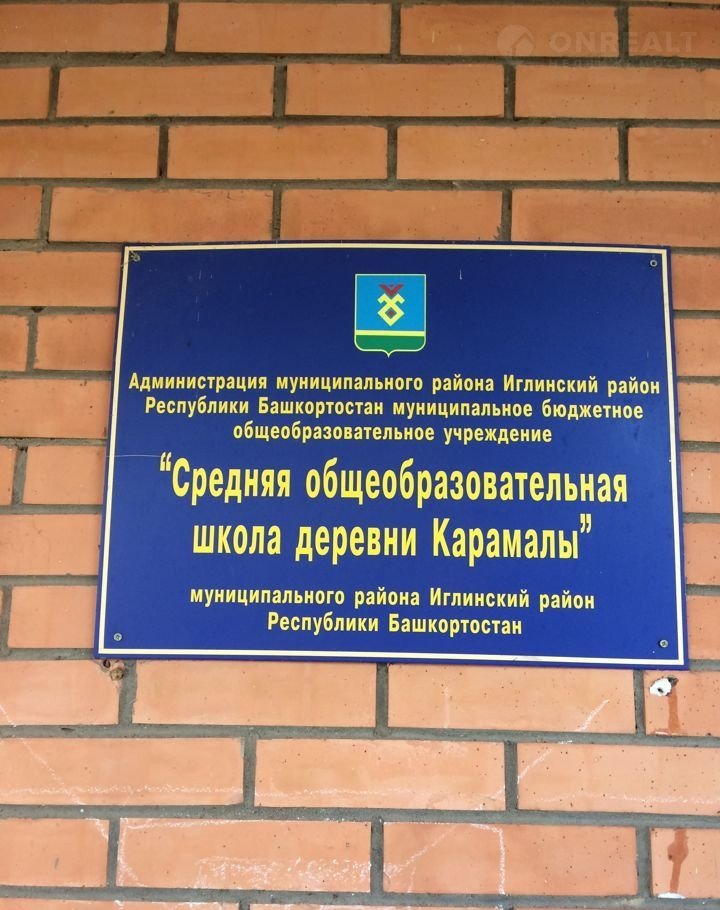 ONREALT
Администрация муниципального района Иглинский район
Республики Башкортостан муниципальное бюджетное
общеобразовательное учреждение
“Средняя общеобразовательная
школа деревни Карамалы”
муниципального района Иглинский район
Республики Башкортостан